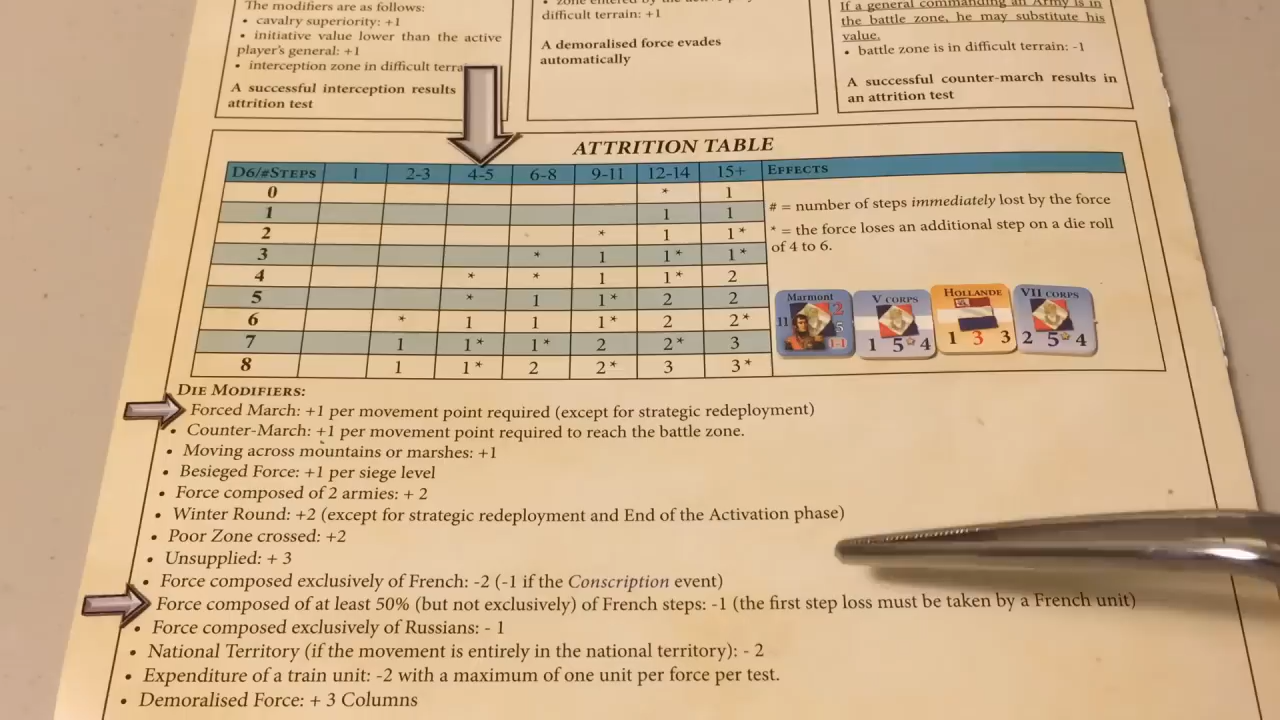 The modifiers are as follows:
• cavalry superiority: +1
• initiative value lower than the active
player's general: +1
• interception zone in difficult
A successful interception results
attrition test
difficult terrain: +1
A demoralised force evades
automatically
If a general commanding an Army is in
the battle zone, he may substitute his
value.
• battle zone is in difficult terrain: -1
A successful counter-march results in
an attrition test
ATTRITION TABLE
D6/#STEPS 1 2-3 4-5 6-8 9-11 12-14 15+ EFFECTS
0 * 1
1 1 1
2 * 1 1*
3 * 1 1* 1*
4 * * 1 1* 2
5 * 1 1* 2 2
6 * 1 1 1* 2 2*
7 1 1* 1* 2 2* 3
8 1 1* 2 2* 3 3*
# = number of steps immediately lost by the force
* = the force loses an additional step on a die roll
of 4 to 6.
Marmont
11 2
5
1-1
V CORPS
1 5* 4
HOLLANDE
1 3 3
VII CORPS
2 5* 4
DIE MODIFIERS:
Forced March: +1 per movement point required (except for strategic redeployment)
• Counter-March: +1 per movement point required to reach the battle zone.
• Moving across mountains or marshes: +1
• Besieged Force: +1 per siege level
• Force composed of 2 armies: + 2
• Winter Round: +2 (except for strategic redeployment and End of the Activation phase)
• Poor Zone crossed: +2
• Unsupplied: + 3
• Force composed exclusively of French: -2 (-1 if the Conscription event)
Force composed of at least 50% (but not exclusively) of French steps: -1 (the first step loss must be taken by a French unit)
• Force composed exclusively of Russians: - 1
• National Territory (if the movement is entirely in the national territory): - 2
• Expenditure of a train unit: -2 with a maximum of one unit per force per test.
• Demoralised Force: + 3 Columns